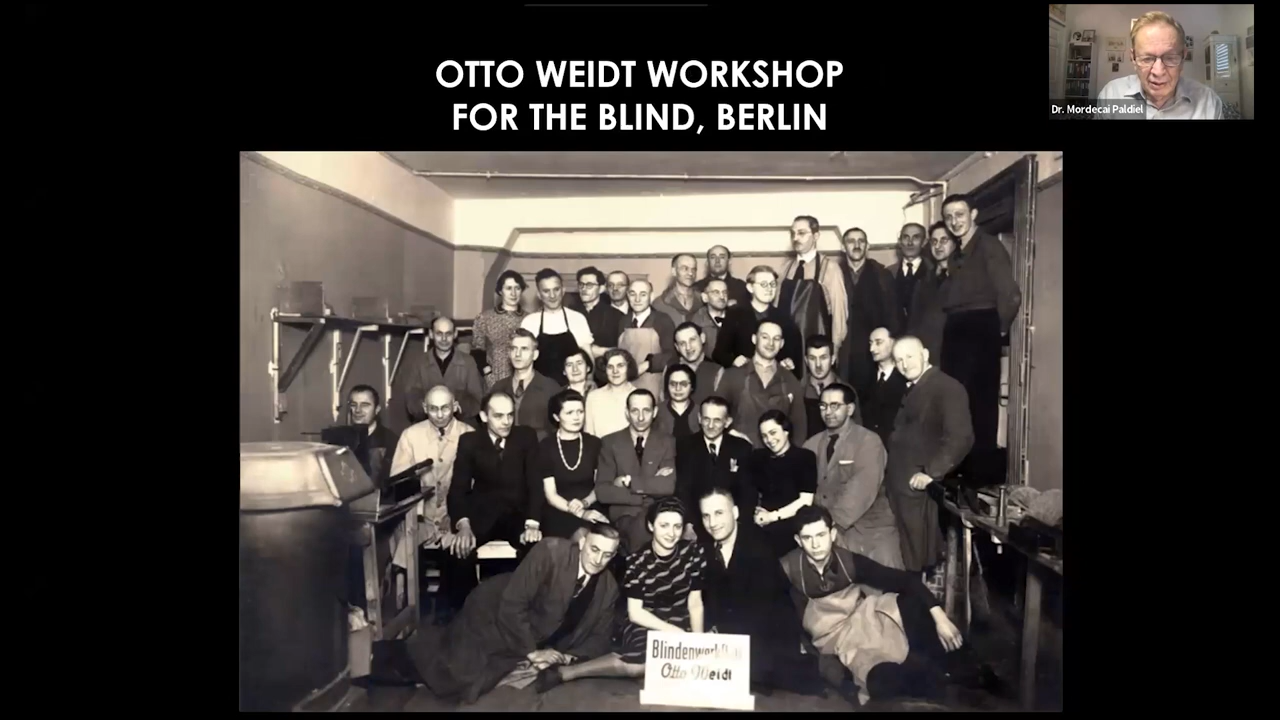 OTTO WEIDT WORKSHOP
FOR THE BLIND, BERLIN
Dr. Mordecai Paldiel
Otto Weidt